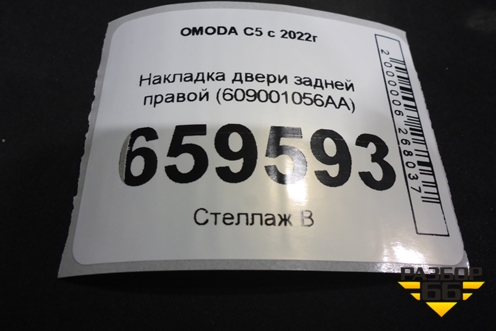 OMODA C5 с 2022г
Накладка двери задней
правой (609001056AA)
659593
Стеллаж В
2000006268037
РАЗБОР
66